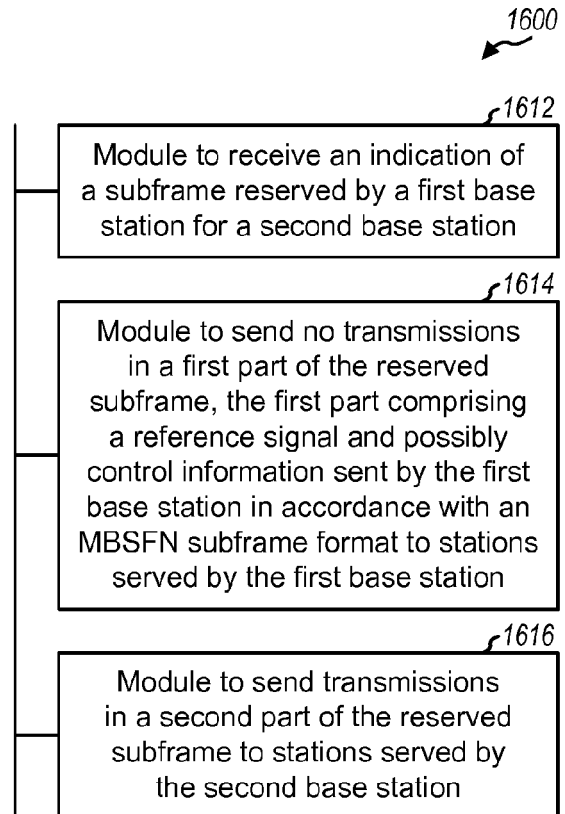 1600
1612
Module to receive an indication of
a subframe reserved by a first base
station for a second base station
1614
Module to send no transmissions
in a first part of the reserved
subframe, the first part comprising
a reference signal and possibly
control information sent by the first
base station in accordance with an
MBSFN subframe format to stations
served by the first base station
1616
Module to send transmissions
in a second part of the reserved
subframe to stations served by
the second base station